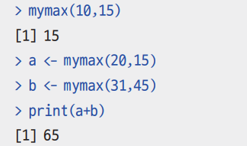 > mymax(10,15)
[1] 15
> a <- mymax(20,15)
> b <- mymax(31,45)
> print(a+b)
[1] 65